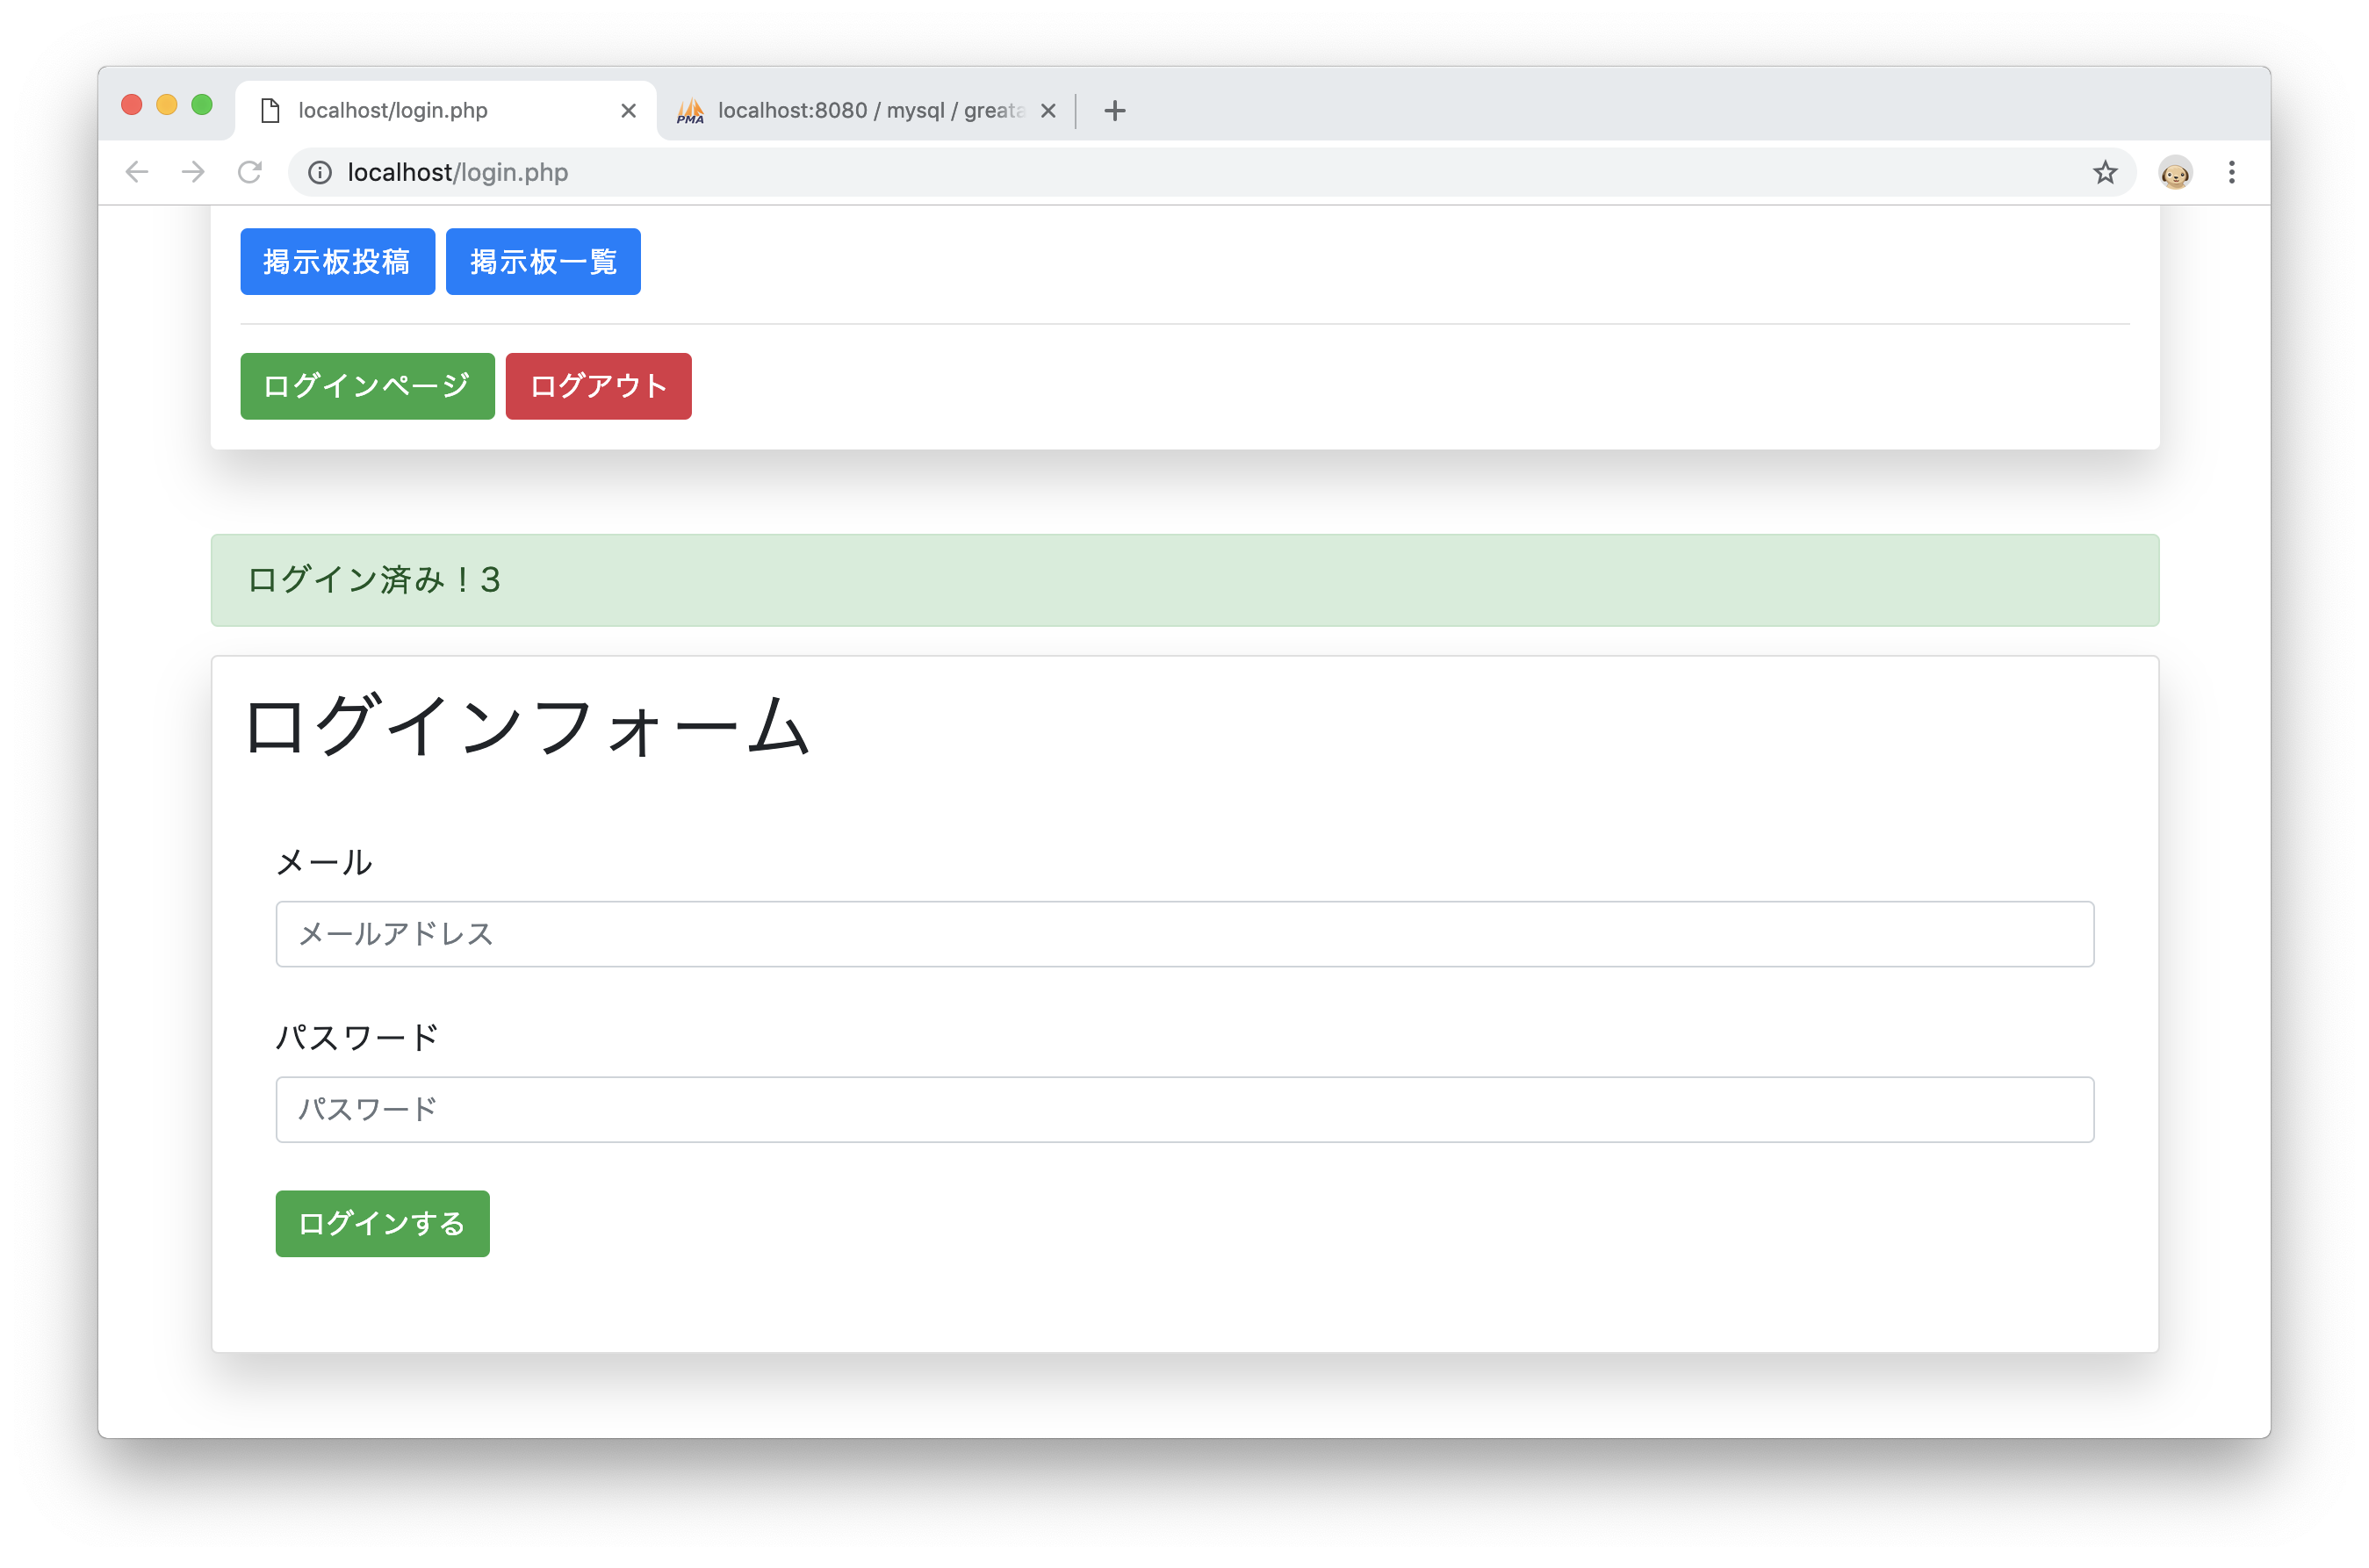 localhost/login.php
PMA localhost:8080 / mysql / greata
localhost/login.php
掲示板投稿 掲示板一覧
ログインページ ログアウト
ログイン済み！3
ログインフォーム
メール
メールアドレス
パスワード
パスワード
ログインする